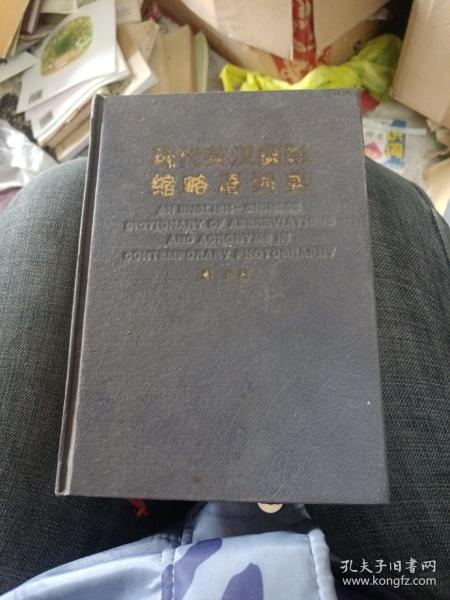 现代英汉摄影
缩略语词典
AN ENGLISH-CHINESE
DICTIONARY OF ABBREVIATIONS
AND ACRONYMS IN
CONTEMPORARY PHOTOGRAPHY
孔夫子旧书网
www.kongfz.com